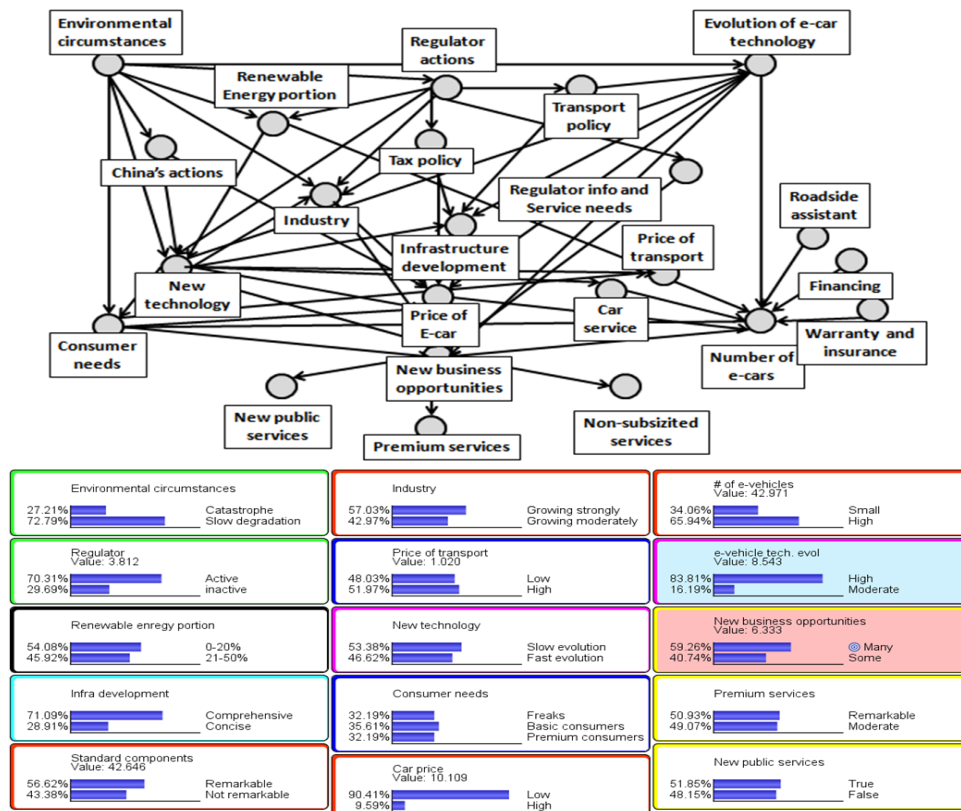 Environmental
circumstances
Regulator
actions
Evolution of e-car
technology
Renewable
Energy portion
Transport
policy
China's actions
Tax policy
Regulator info and
Service needs
Roadside
assistant
Industry
Infrastructure
development
Price of
transport
Financing
New
technology
Price of
E-car
Car
service
Warranty and
insurance
Consumer
needs
New business
opportunities
Number of
e-cars
New public
services
Premium services
Non-subsizited
services
Environmental circumstances
27.21% Catastrophe
72.79% Slow degradation
Industry
57.03% Growing strongly
42.97% Growing moderately
# of e-vehicles
Value: 42.971
34.06% Small
65.94% High
Regulator
Value: 3.812
70.31% Active
29.69% inactive
Price of transport
Value: 1.020
48.03% Low
51.97% High
e-vehicle tech. evol
Value: 8.543
83.81% High
16.19% Moderate
Renewable enregy portion
54.08% 0-20%
45.92% 21-50%
New technology
53.38% Slow evolution
46.62% Fast evolution
New business opportunities
Value: 6.333
59.26% Many
40.74% Some
Infra development
71.09% Comprehensive
28.91% Concise
Consumer needs
32.19% Freaks
35.61% Basic consumers
32.19% Premium consumers
Premium services
50.93% Remarkable
49.07% Moderate
Standard components
Value: 42.646
56.62% Remarkable
43.38% Not remarkable
Car price
Value: 10.109
90.41% Low
9.59% High
New public services
51.85% True
48.15% False